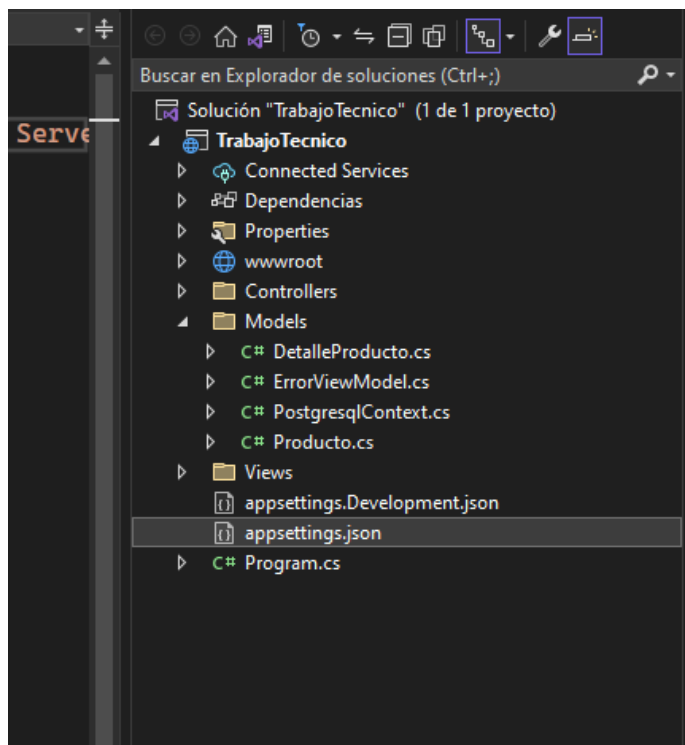 Buscar en Explorador de soluciones (Ctrl+;)
Solución "TrabajoTecnico" (1 de 1 proyecto)
Serve
TrabajoTecnico
Connected Services
Dependencias
Properties
wwwroot
Controllers
Models
C# DetalleProducto.cs
C# ErrorViewModel.cs
C# PostgresqlContext.cs
C# Producto.cs
Views
appsettings.Development.json
appsettings.json
C# Program.cs